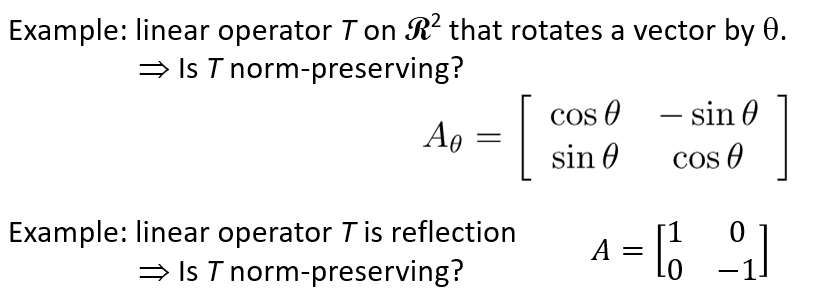 Example: linear operator T on ℛ² that rotates a vector by θ.
⟹ Is T norm-preserving?
A_θ = [ cos θ  − sin θ
sin θ  cos θ ]
Example: linear operator T is reflection
⟹ Is T norm-preserving?
A = [ 1  0
0  −1 ]